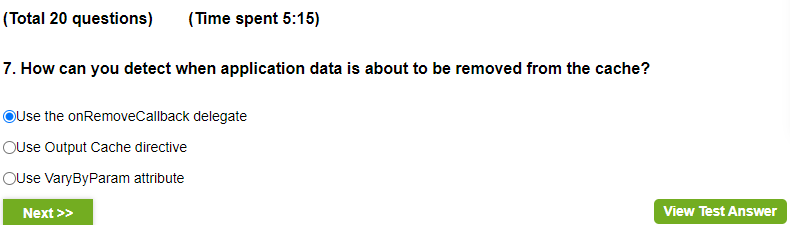 (Total 20 questions) (Time spent 5:15)
7. How can you detect when application data is about to be removed from the cache?
Use the onRemoveCallback delegate
Use Output Cache directive
Use VaryByParam attribute
Next >> View Test Answer